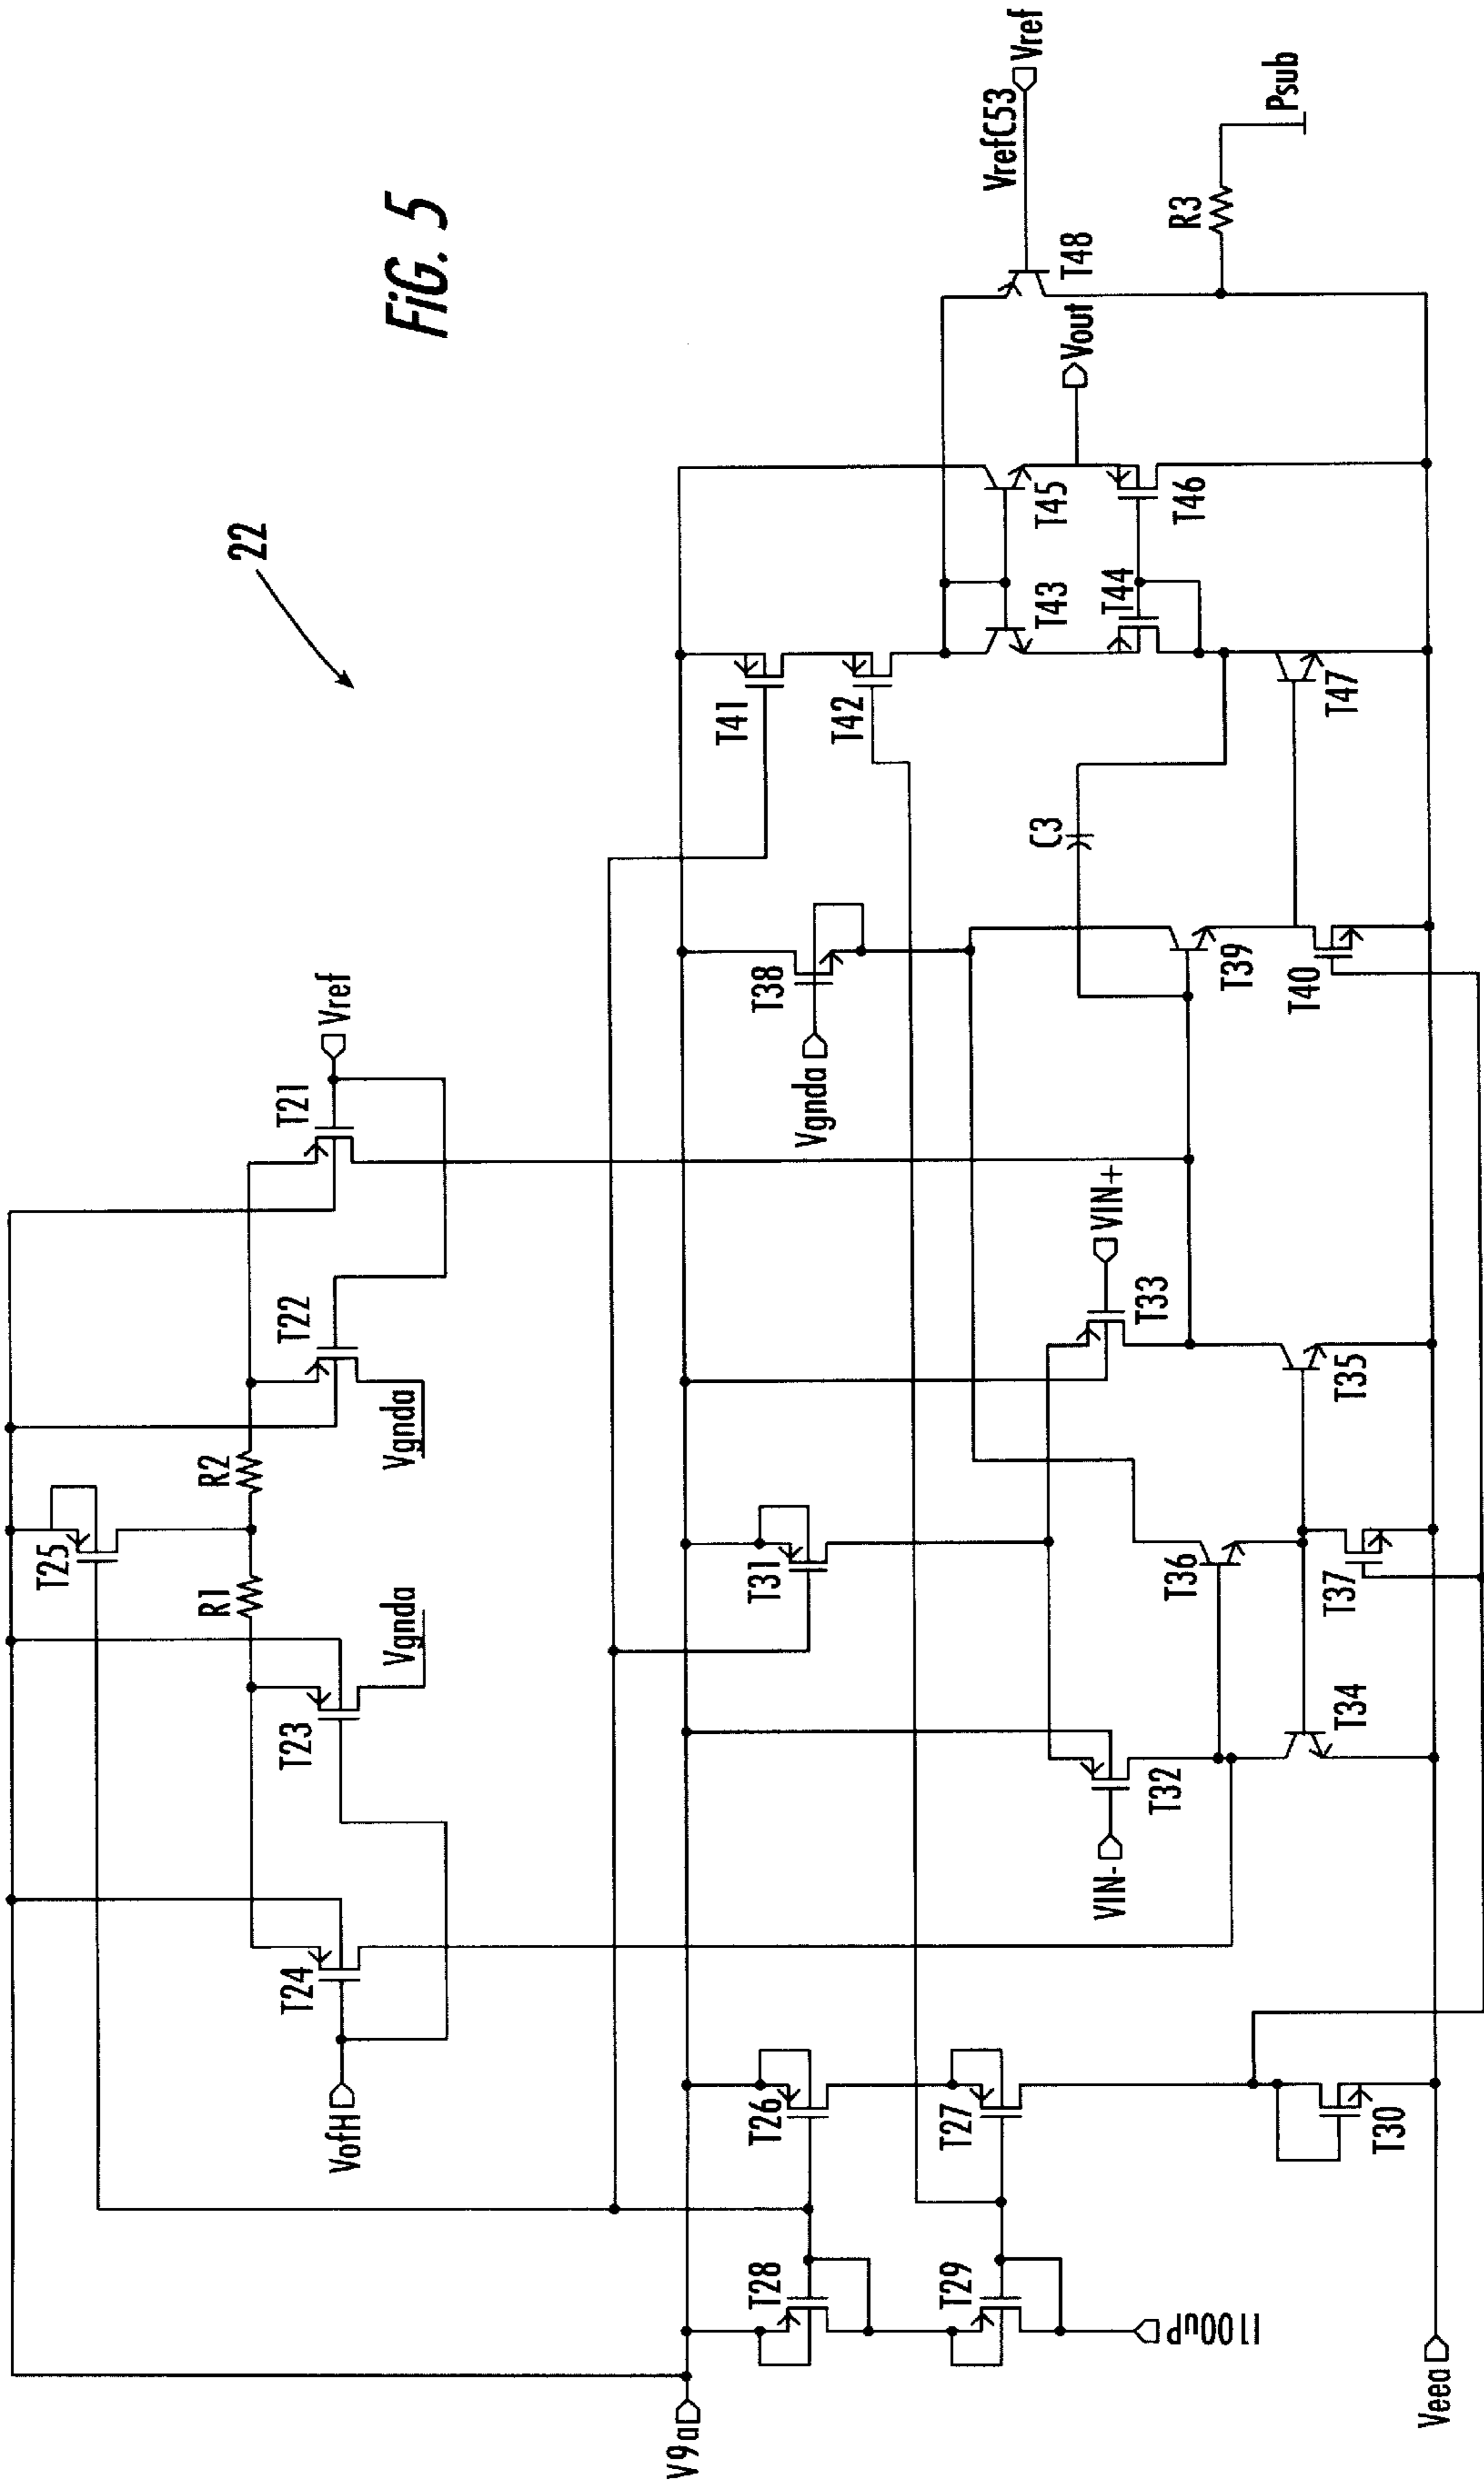 FiG. 5
22
T25
R1
R2
T24
T23
T22
T21
VofH
Vgnda
Vgnda
Vref
V9a
T28
T26
T31
T38
T41
T29
T27
Vgnda
T42
I100uP
VIN-
T32
T33
VIN+
C3
T43
T45
Vout
T48
VrefC53
Vref
T36
T39
T44
T46
T30
T34
T37
T35
T40
T47
R3
Psub
Veea